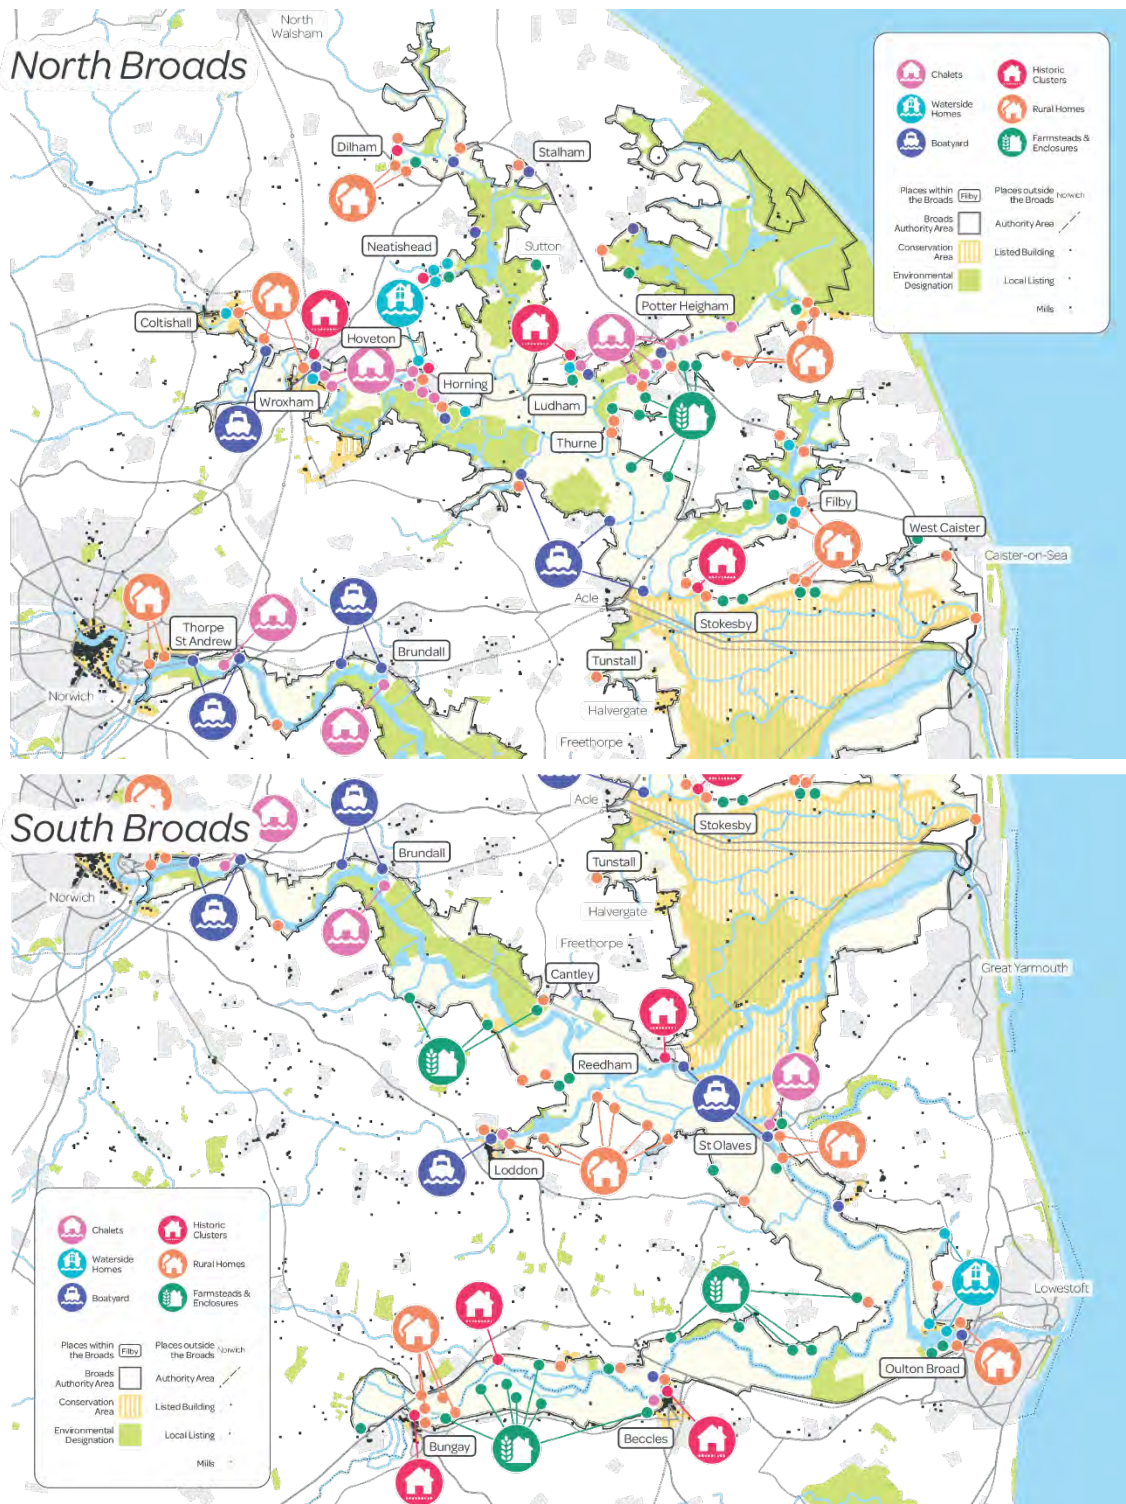 North Broads
North
Walsham
Chalets
Historic
Clusters
Waterside
Homes
Rural Homes
Boatyard
Farmsteads &
Enclosures
Places within
the Broads
Filby
Places outside
the Broads
Norwich
Broads
Authority Area
Authority Area
Conservation
Area
Listed Building
Environmental
Designation
Local Listing
Mills
Dilham
Stalham
Neatishead
Sutton
Coltishall
Potter Heigham
Hoveton
Horning
Wroxham
Ludham
Thurne
Filby
West Caister
Caister-on-Sea
Acle
Stokesby
Thorpe
St Andrew
Brundall
Tunstall
Norwich
Halvergate
Freethorpe
South Broads
Acle
Stokesby
Brundall
Tunstall
Norwich
Halvergate
Freethorpe
Cantley
Great Yarmouth
Reedham
St Olaves
Loddon
Chalets
Historic
Clusters
Waterside
Homes
Rural Homes
Boatyard
Farmsteads &
Enclosures
Places within
the Broads
Filby
Places outside
the Broads
Norwich
Broads
Authority Area
Authority Area
Conservation
Area
Listed Building
Environmental
Designation
Local Listing
Mills
Lowestoft
Oulton Broad
Bungay
Beccles